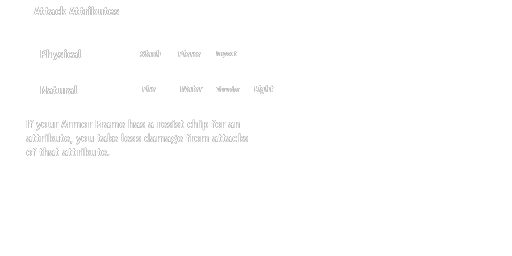 Attack Attributes
Physical Slash Pierce Impact
Natural Fire Water Thunder Light
If your Armor Frame has a resist chip for an
attribute, you take less damage from attacks
of that attribute.